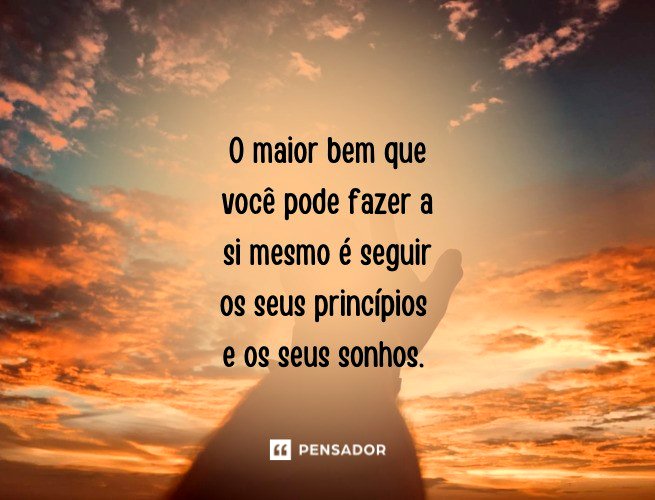 O maior bem que
você pode fazer a
si mesmo é seguir
os seus princípios
e os seus sonhos.
PENSADOR